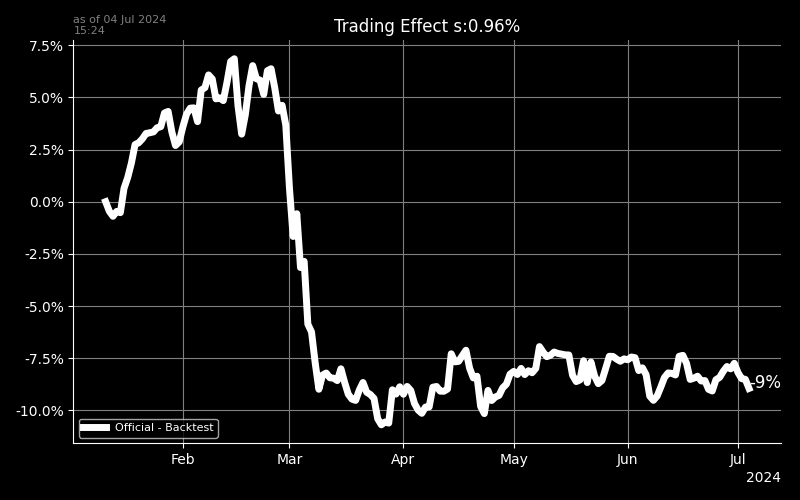 as of 04 Jul 2024
15:24
Trading Effect s:0.96%
7.5%
5.0%
2.5%
0.0%
-2.5%
-5.0%
-7.5%
-10.0%
-9%
Official - Backtest
Feb Mar Apr May Jun Jul
2024